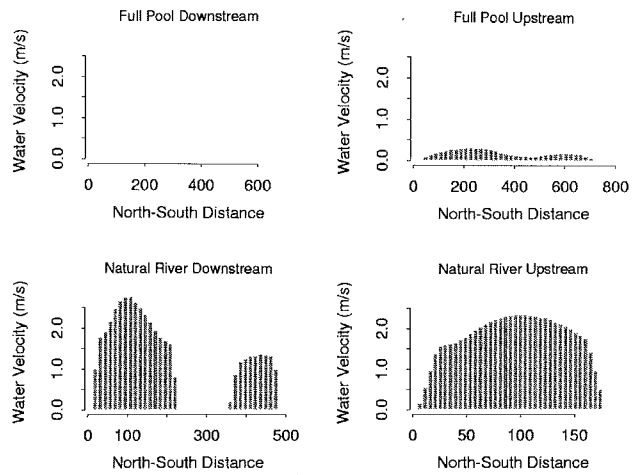 Full Pool Downstream
Water Velocity (m/s)
0.0 1.0 2.0
0 200 400 600
North-South Distance
Full Pool Upstream
Water Velocity (m/s)
0.0 1.0 2.0
0 200 400 600 800
North-South Distance
Natural River Downstream
Water Velocity (m/s)
0.0 1.0 2.0
0 100 300 500
North-South Distance
Natural River Upstream
Water Velocity (m/s)
0.0 1.0 2.0
0 50 100 150
North-South Distance